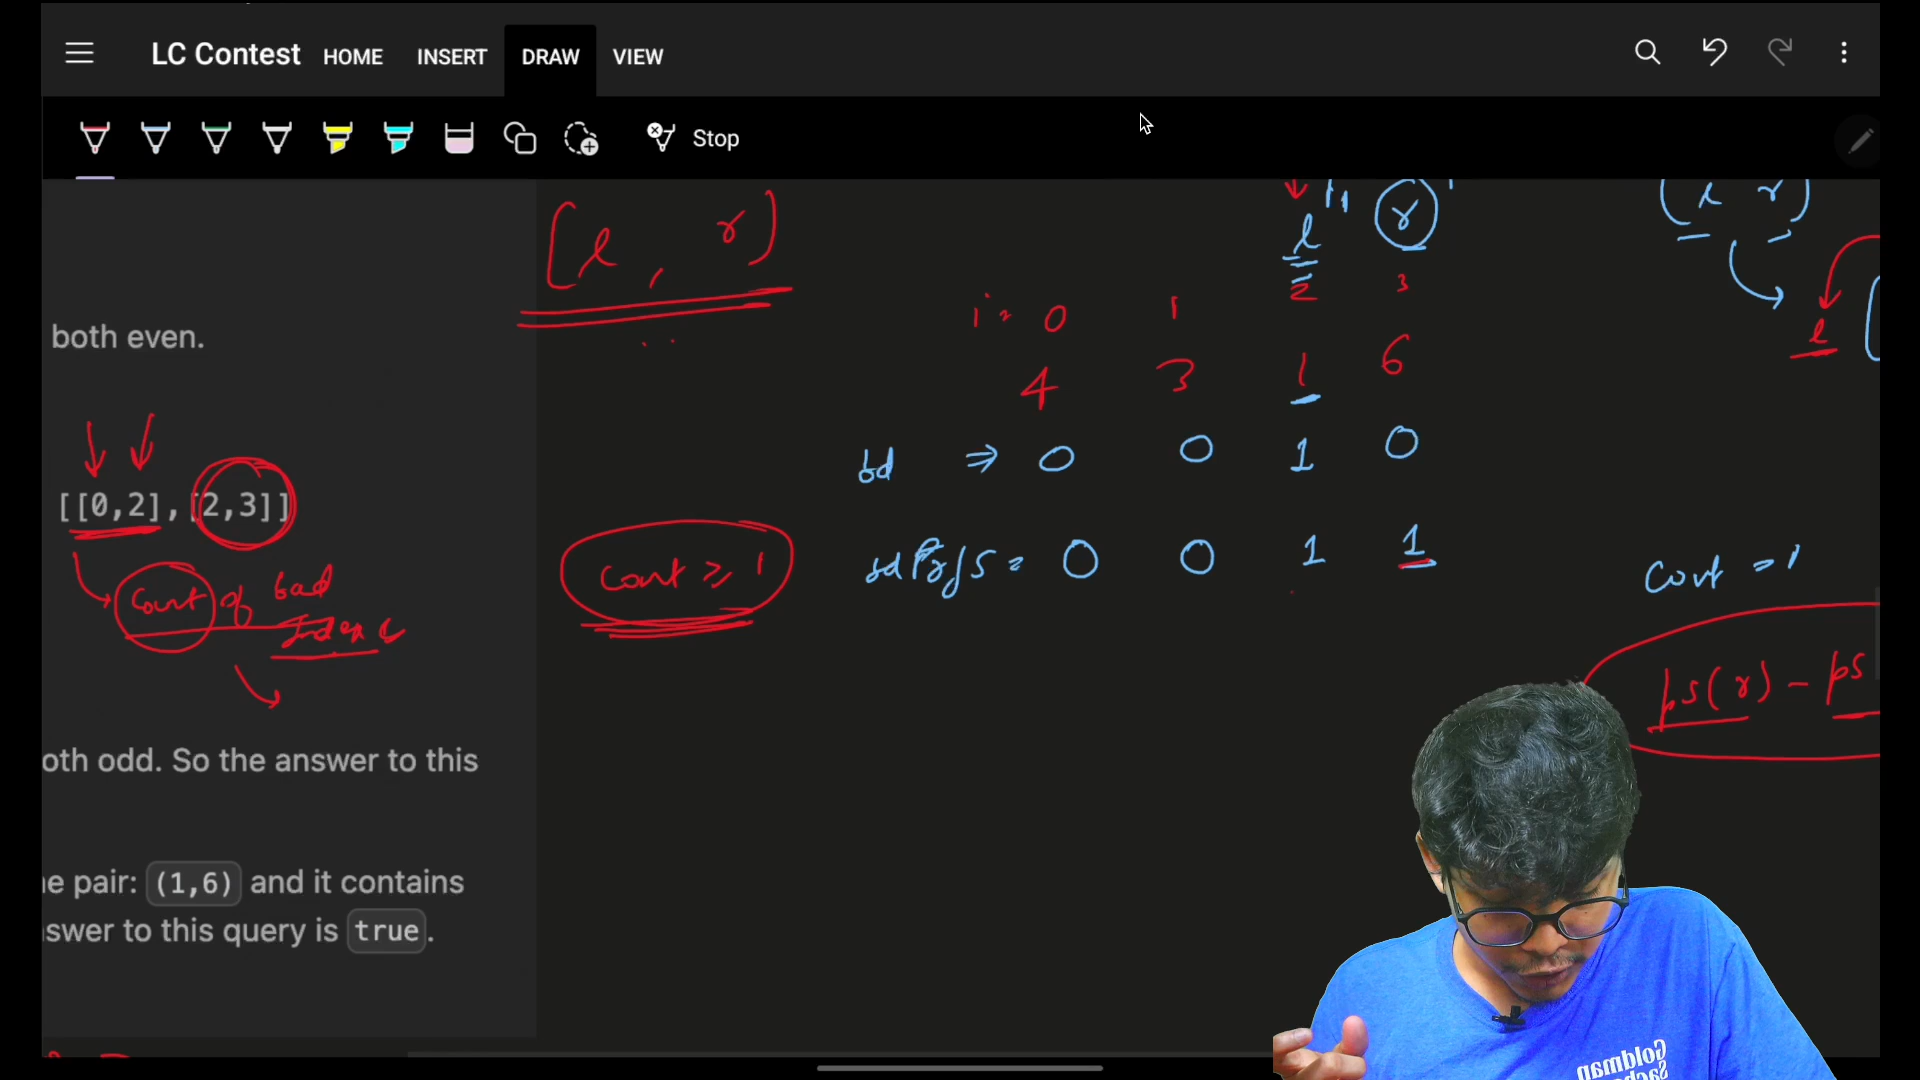 LC Contest HOME INSERT DRAW VIEW
Stop
[l , r]
l r
(l r)
l
i = 0 1 2 3
4 3 1 6
bd ⇒ 0 0 1 0
0 0 1 1
both even.
[[0,2], [2,3]]
Count of bad
Count ≥ 1
Count = 1
ps(r) - ps
oth odd. So the answer to this
e pair: (1,6) and it contains
swer to this query is true.
Goldman